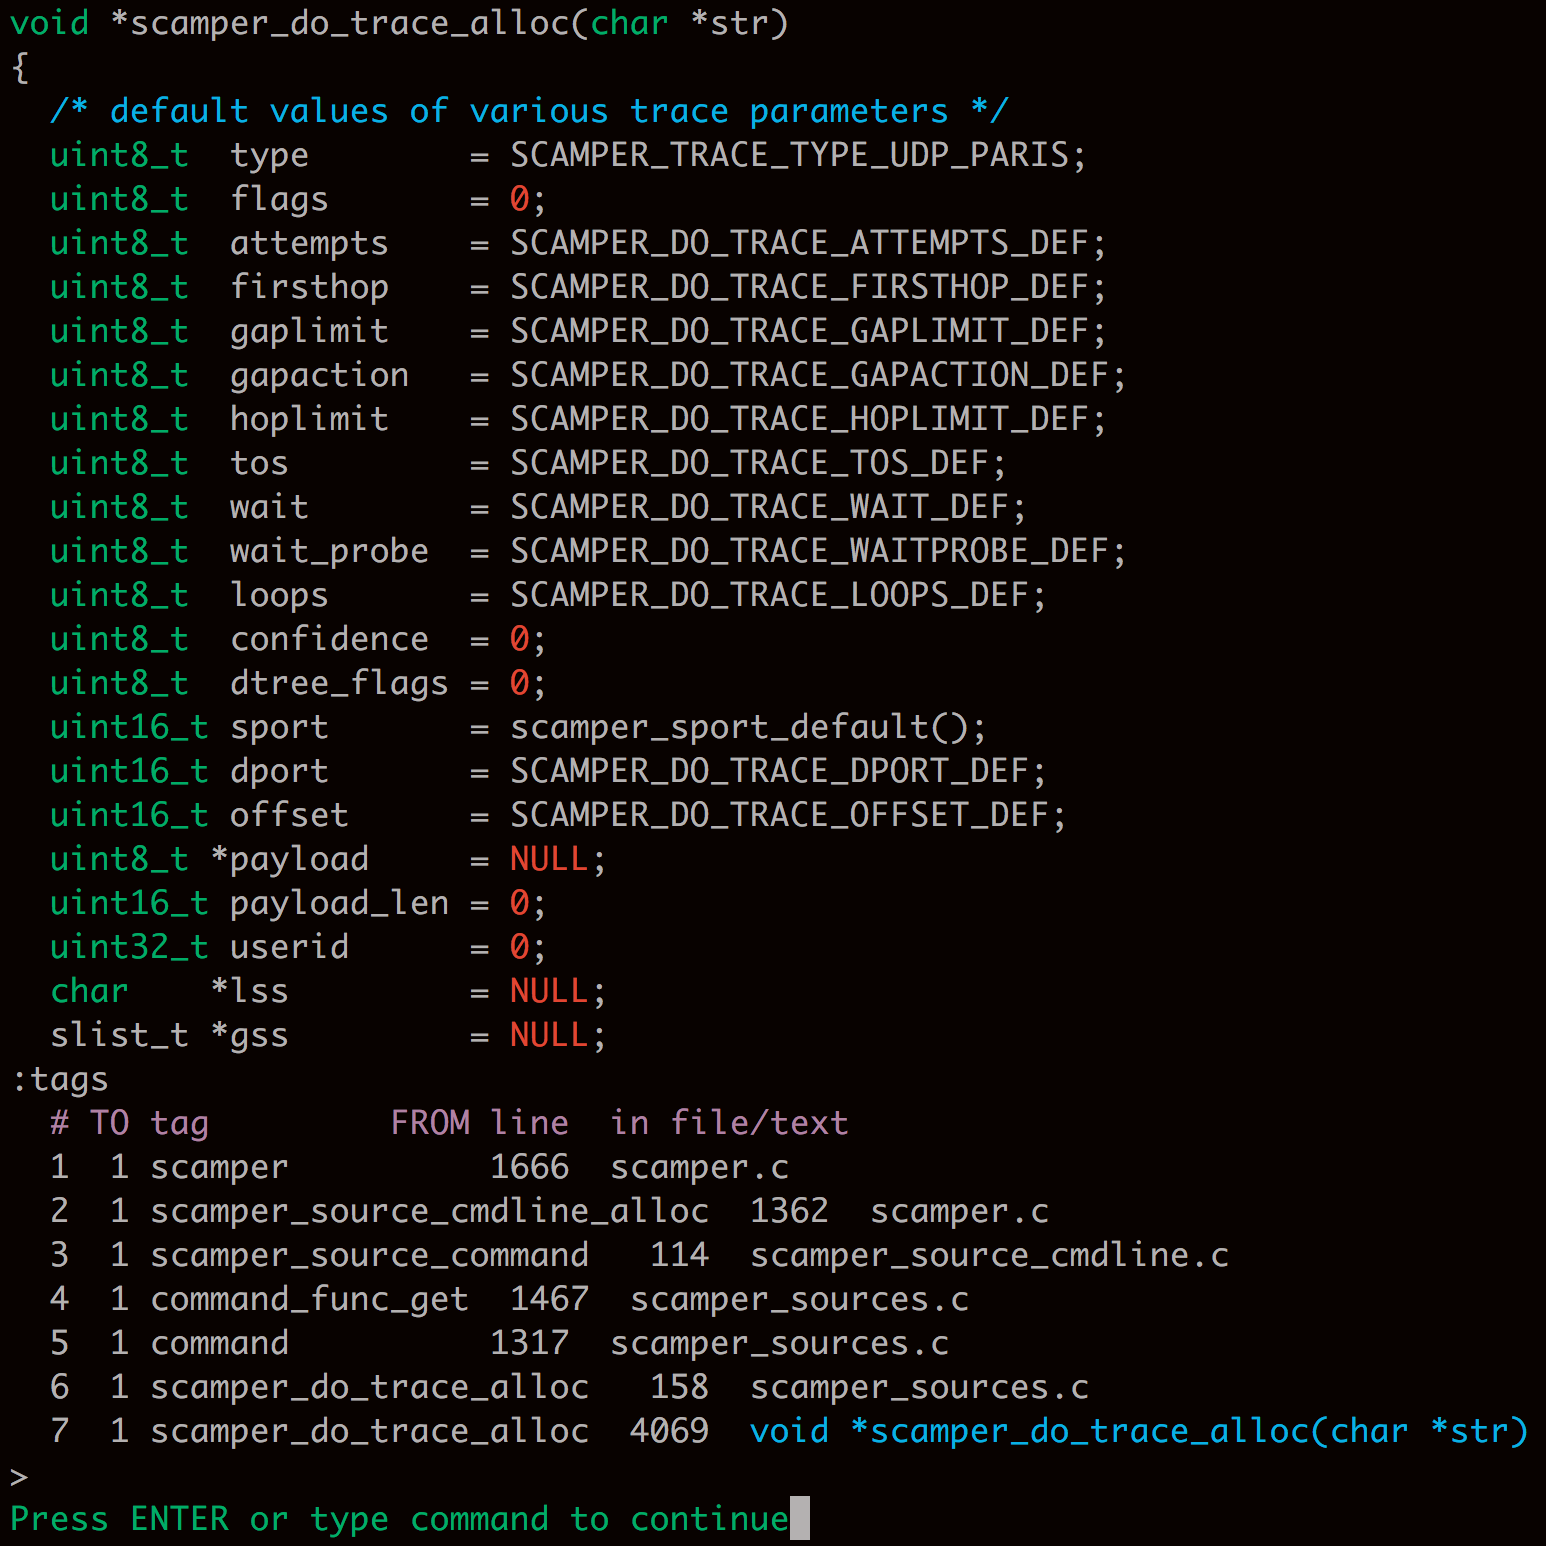 void *scamper_do_trace_alloc(char *str)
{
  /* default values of various trace parameters */
  uint8_t  type        = SCAMPER_TRACE_TYPE_UDP_PARIS;
  uint8_t  flags       = 0;
  uint8_t  attempts    = SCAMPER_DO_TRACE_ATTEMPTS_DEF;
  uint8_t  firsthop    = SCAMPER_DO_TRACE_FIRSTHOP_DEF;
  uint8_t  gaplimit    = SCAMPER_DO_TRACE_GAPLIMIT_DEF;
  uint8_t  gapaction   = SCAMPER_DO_TRACE_GAPACTION_DEF;
  uint8_t  hoplimit    = SCAMPER_DO_TRACE_HOPLIMIT_DEF;
  uint8_t  tos         = SCAMPER_DO_TRACE_TOS_DEF;
  uint8_t  wait        = SCAMPER_DO_TRACE_WAIT_DEF;
  uint8_t  wait_probe  = SCAMPER_DO_TRACE_WAITPROBE_DEF;
  uint8_t  loops       = SCAMPER_DO_TRACE_LOOPS_DEF;
  uint8_t  confidence  = 0;
  uint8_t  dtree_flags = 0;
  uint16_t sport       = scamper_sport_default();
  uint16_t dport       = SCAMPER_DO_TRACE_DPORT_DEF;
  uint16_t offset      = SCAMPER_DO_TRACE_OFFSET_DEF;
  uint8_t *payload     = NULL;
  uint16_t payload_len = 0;
  uint32_t userid      = 0;
  char    *lss         = NULL;
  slist_t *gss         = NULL;
:tags
  # TO tag         FROM line  in file/text
  1  1 scamper          1666  scamper.c
  2  1 scamper_source_cmdline_alloc  1362  scamper.c
  3  1 scamper_source_command   114  scamper_source_cmdline.c
  4  1 command_func_get  1467  scamper_sources.c
  5  1 command          1317  scamper_sources.c
  6  1 scamper_do_trace_alloc   158  scamper_sources.c
  7  1 scamper_do_trace_alloc  4069  void *scamper_do_trace_alloc(char *str)
>
Press ENTER or type command to continue